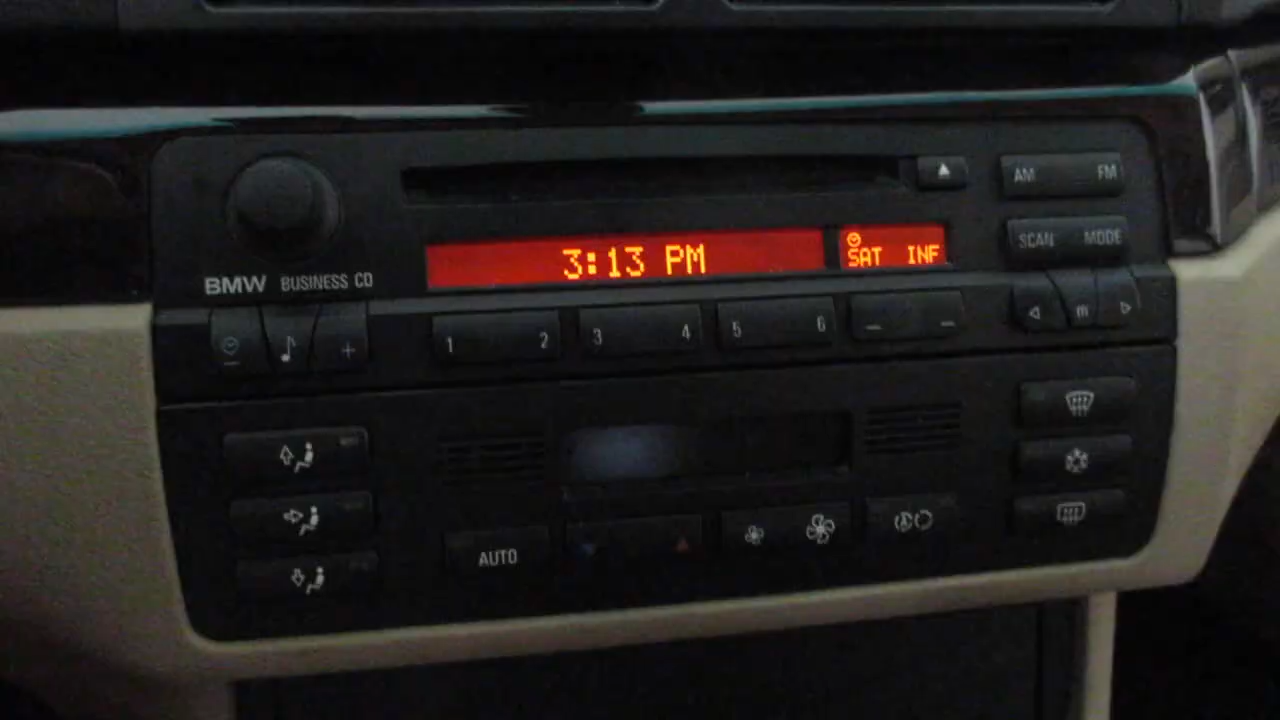 AM FM
3:13 PM
SAT INF
SCAN MODE
BMW BUSINESS CD
1 2 3 4 5 6
m
AUTO